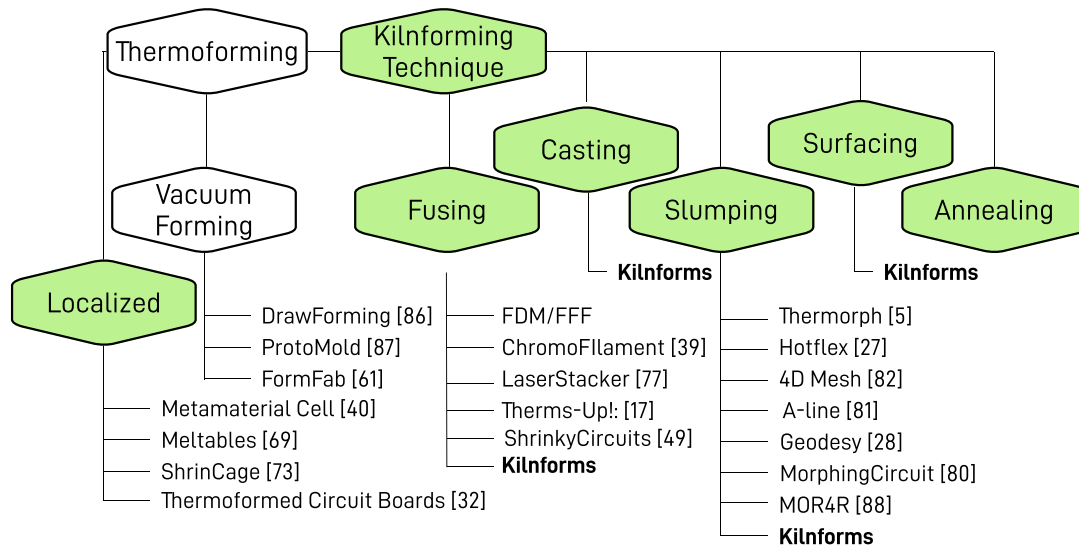 Thermoforming
Kilnforming
Technique
Casting
Surfacing
Vacuum
Forming
Fusing
Slumping
Annealing
Localized
Kilnforms
Kilnforms
DrawForming [86]
ProtoMold [87]
FormFab [61]
Metamaterial Cell [40]
Meltables [69]
ShrinCage [73]
Thermoformed Circuit Boards [32]
FDM/FFF
ChromoFIlament [39]
LaserStacker [77]
Therms-Up!: [17]
ShrinkyCircuits [49]
Kilnforms
Thermorph [5]
Hotflex [27]
4D Mesh [82]
A-line [81]
Geodesy [28]
MorphingCircuit [80]
MOR4R [88]
Kilnforms